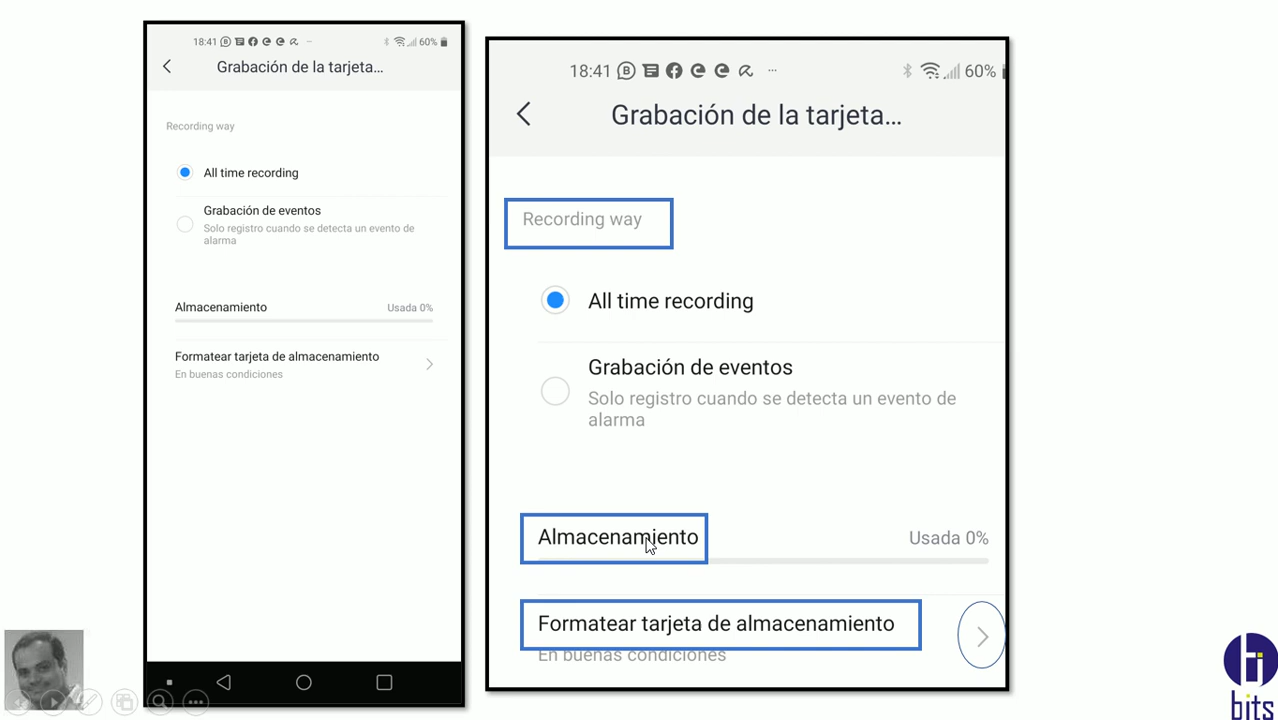 18:41 60%
Grabación de la tarjeta...
Recording way
All time recording
Grabación de eventos
Solo registro cuando se detecta un evento de
alarma
Almacenamiento Usada 0%
Formatear tarjeta de almacenamiento
En buenas condiciones
18:41 60%
Grabación de la tarjeta...
Recording way
All time recording
Grabación de eventos
Solo registro cuando se detecta un evento de
alarma
Almacenamiento Usada 0%
Formatear tarjeta de almacenamiento
En buenas condiciones
bits